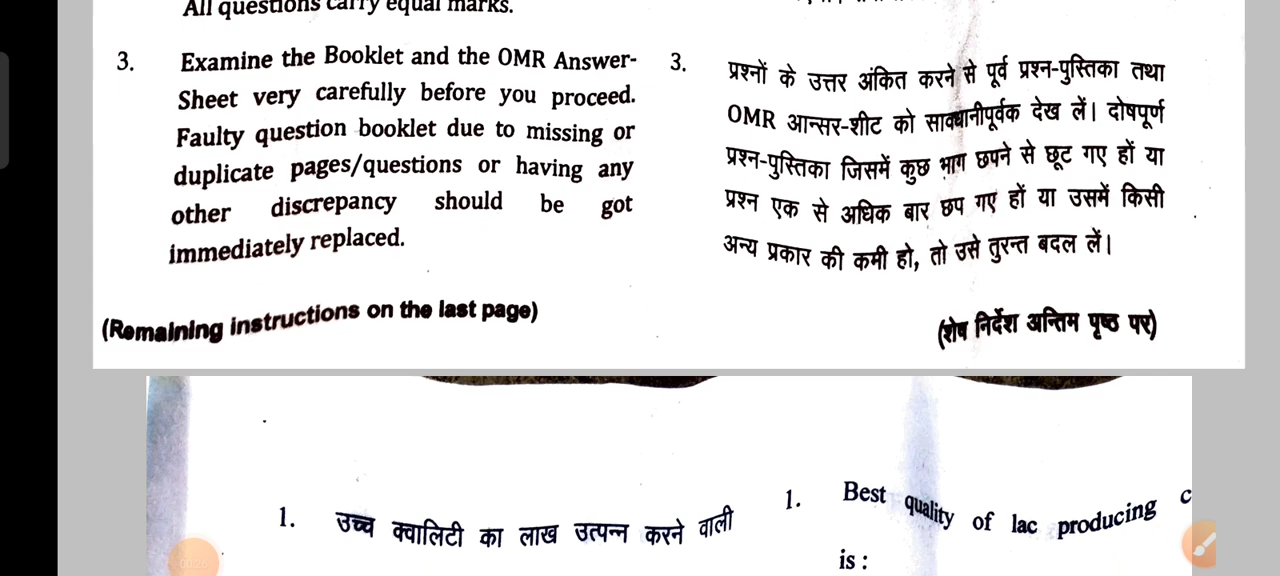 All questions carry equal marks.
3. Examine the Booklet and the OMR Answer-
Sheet very carefully before you proceed.
Faulty question booklet due to missing or
duplicate pages/questions or having any
other discrepancy should be got
immediately replaced.
(Remaining instructions on the last page)
3. प्रश्नों के उत्तर अंकित करने से पूर्व प्रश्न-पुस्तिका तथा
OMR आन्सर-शीट को सावधानीपूर्वक देख लें। दोषपूर्ण
प्रश्न-पुस्तिका जिसमें कुछ भाग छपने से छूट गए हों या
प्रश्न एक से अधिक बार छप गए हों या उसमें किसी
अन्य प्रकार की कमी हो, तो उसे तुरन्त बदल लें।
(शेष निर्देश अन्तिम पृष्ठ पर)
1. उच्च क्वालिटी का लाख उत्पन्न करने वाली
1. Best quality of lac producing
is :
00:26